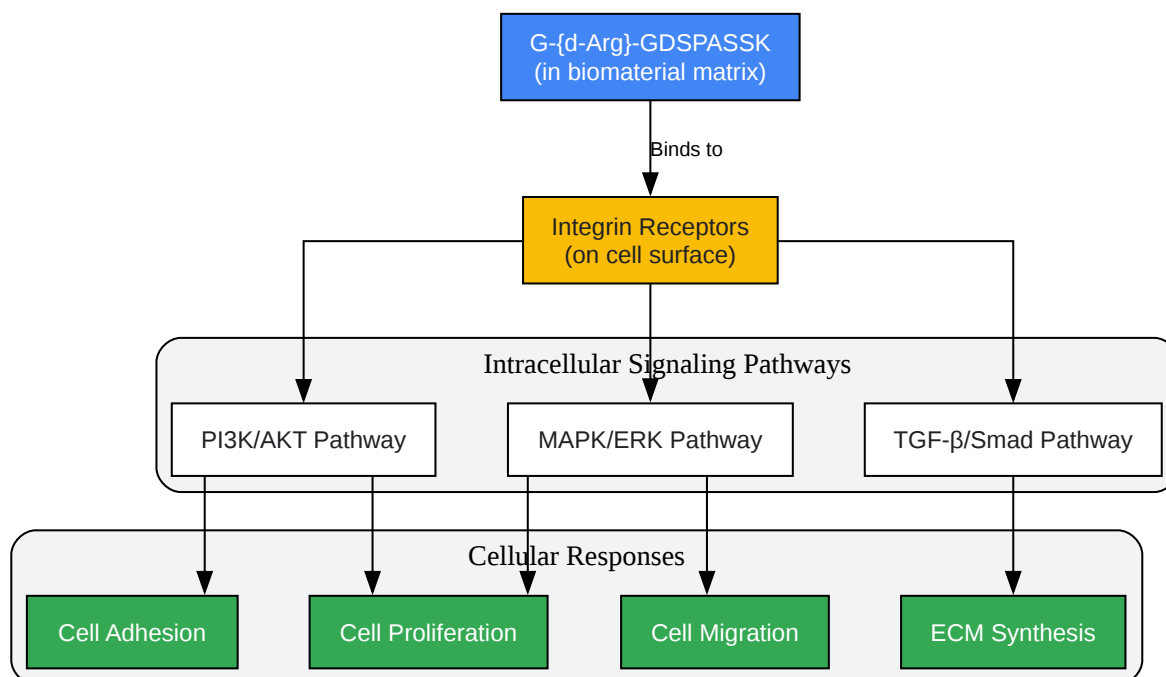 G-{d-Arg}-GDSPASSK
(in biomaterial matrix)
Binds to
Integrin Receptors
(on cell surface)
Intracellular Signaling Pathways
PI3K/AKT Pathway
MAPK/ERK Pathway
TGF-β/Smad Pathway
Cellular Responses
Cell Adhesion
Cell Proliferation
Cell Migration
ECM Synthesis